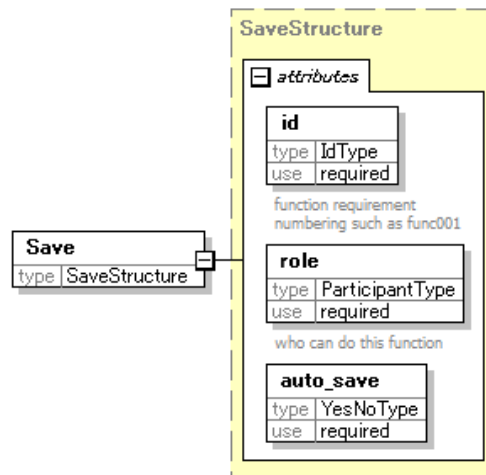 SaveStructure
attributes
id
type IdType
use required
function requirement
numbering such as func001
Save
type SaveStructure
role
type ParticipantType
use required
who can do this function
auto_save
type YesNoType
use required